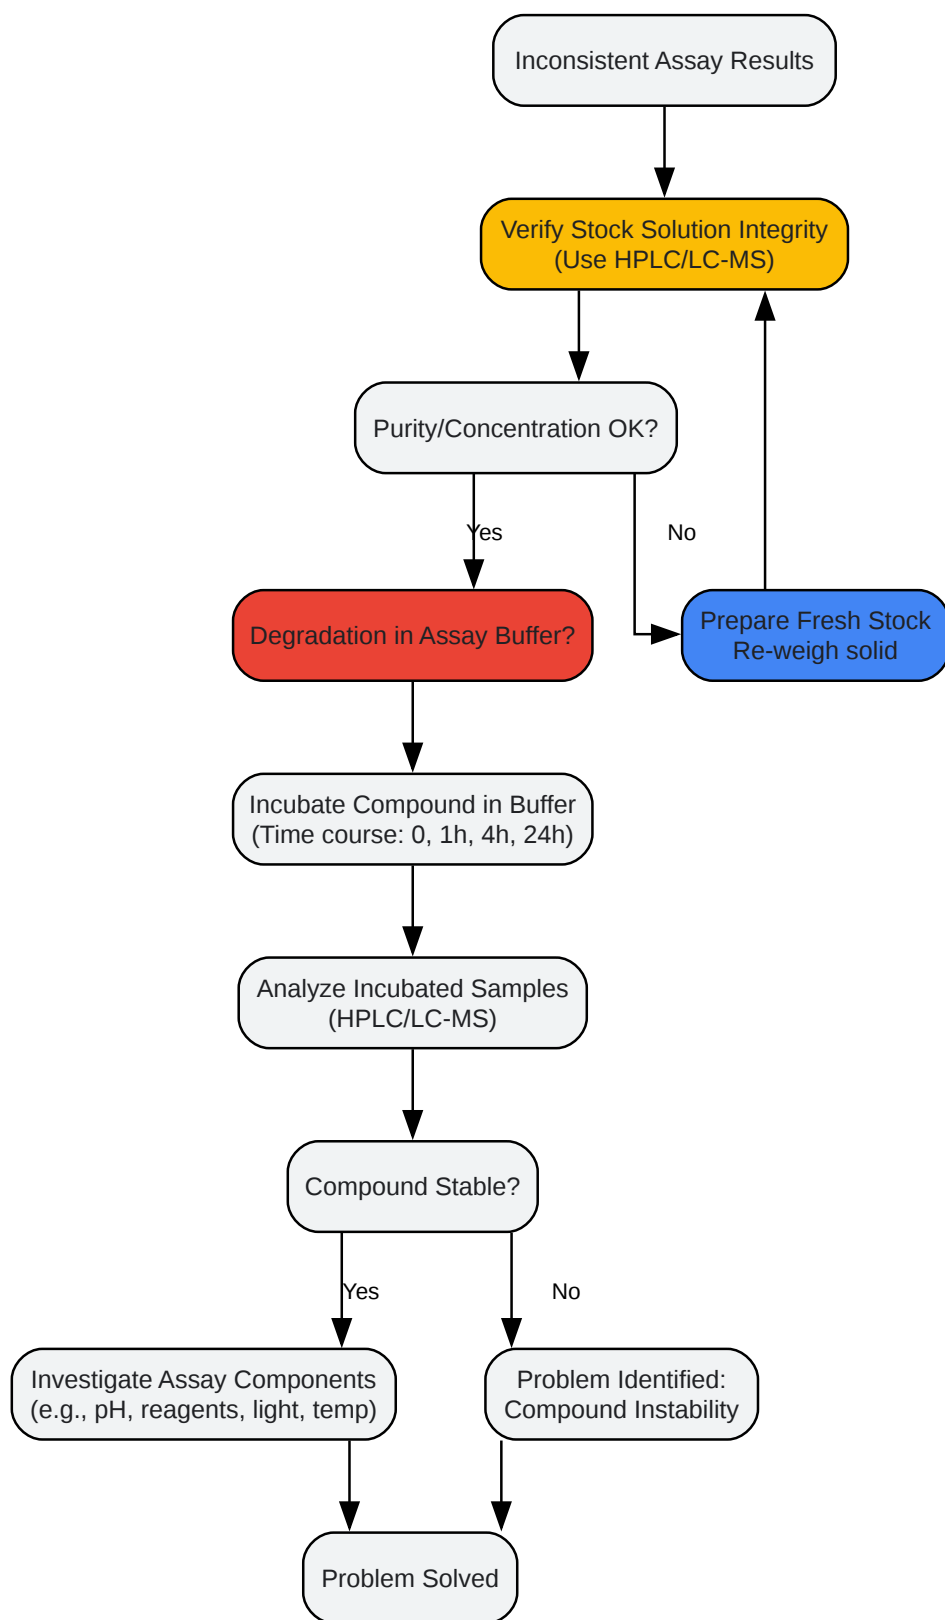 Inconsistent Assay Results
Verify Stock Solution Integrity
(Use HPLC/LC-MS)
Purity/Concentration OK?
Yes
No
Degradation in Assay Buffer?
Prepare Fresh Stock
Re-weigh solid
Incubate Compound in Buffer
(Time course: 0, 1h, 4h, 24h)
Analyze Incubated Samples
(HPLC/LC-MS)
Compound Stable?
Yes
No
Investigate Assay Components
(e.g., pH, reagents, light, temp)
Problem Identified:
Compound Instability
Problem Solved